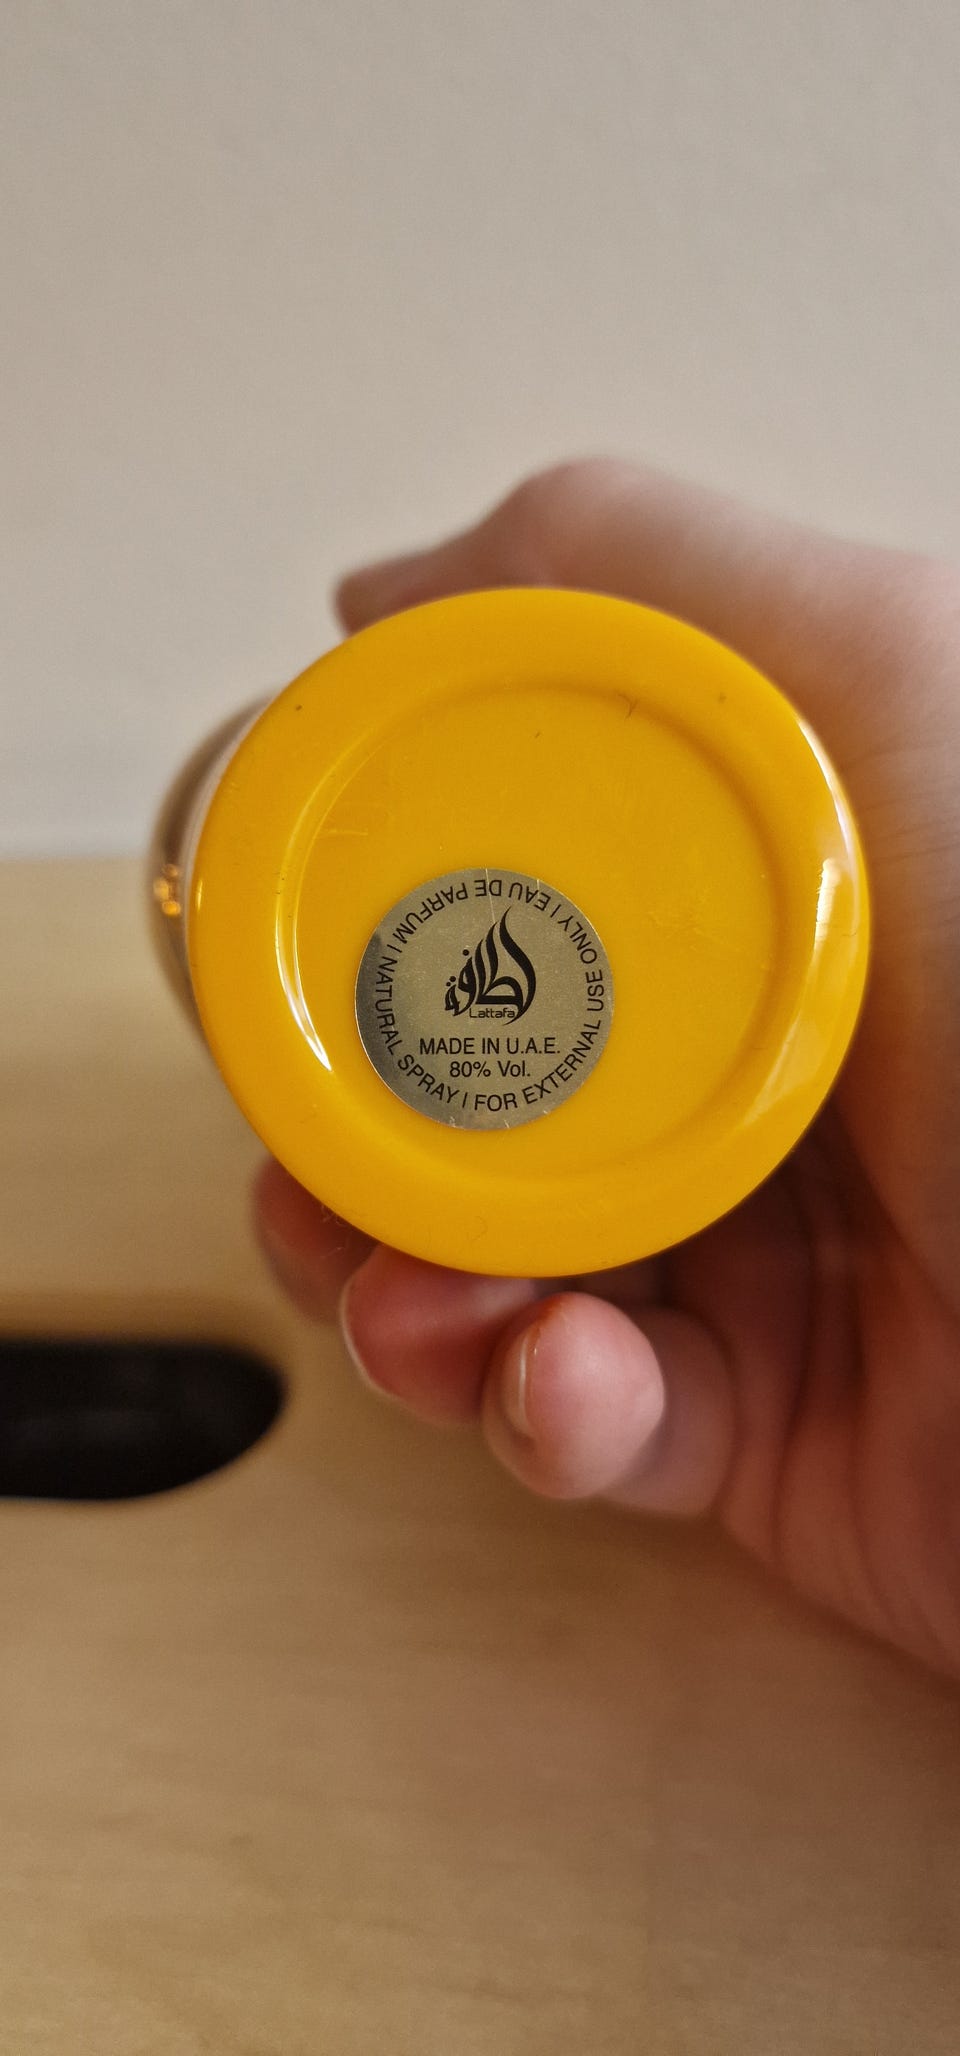 لطافة
Lattafa
MADE IN U.A.E.
80% Vol.
EAU DE PARFUM | NATURAL SPRAY | FOR EXTERNAL USE ONLY |